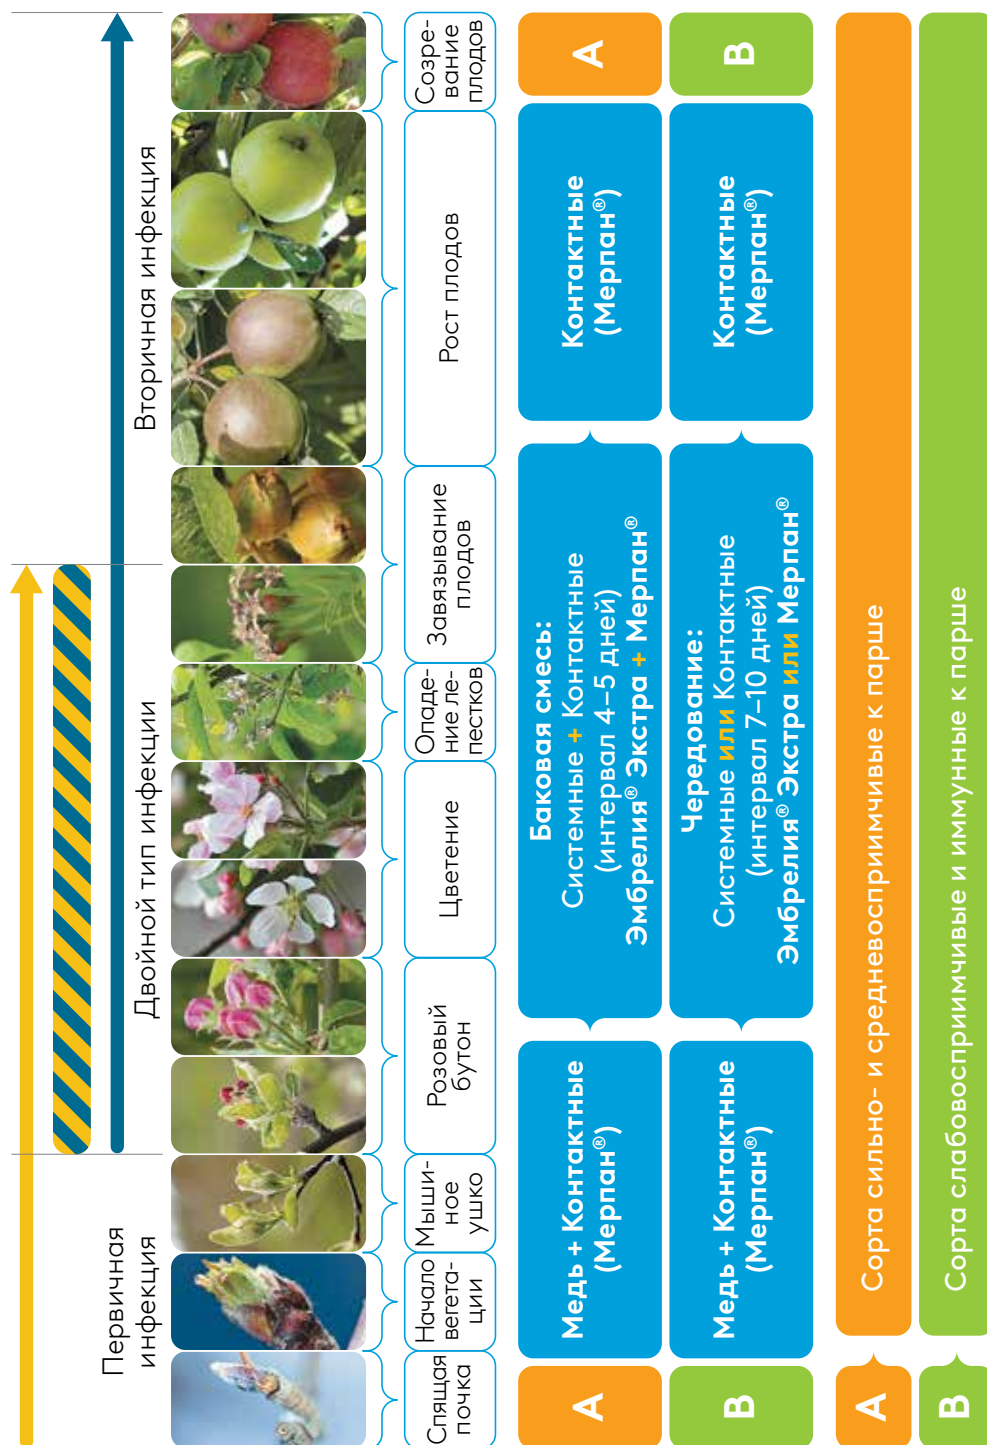 Первичная
инфекция
Двойной тип инфекции
Вторичная инфекция
Спящая
почка
Начало
вегета-
ции
Мыши-
ное
ушко
Розовый
бутон
Цветение
Опаде-
ние ле-
пестков
Завязывание
плодов
Рост плодов
Созре-
вание
плодов
A
Медь + Контактные
(Мерпан®)
Баковая смесь:
Системные + Контактные
(интервал 4–5 дней)
Эмбрелия® Экстра + Мерпан®
Контактные
(Мерпан®)
A
B
Медь + Контактные
(Мерпан®)
Чередование:
Системные или Контактные
(интервал 7–10 дней)
Эмбрелия® Экстра или Мерпан®
Контактные
(Мерпан®)
B
A
Сорта сильно- и средневосприимчивые к парше
B
Сорта слабовосприимчивые и иммунные к парше